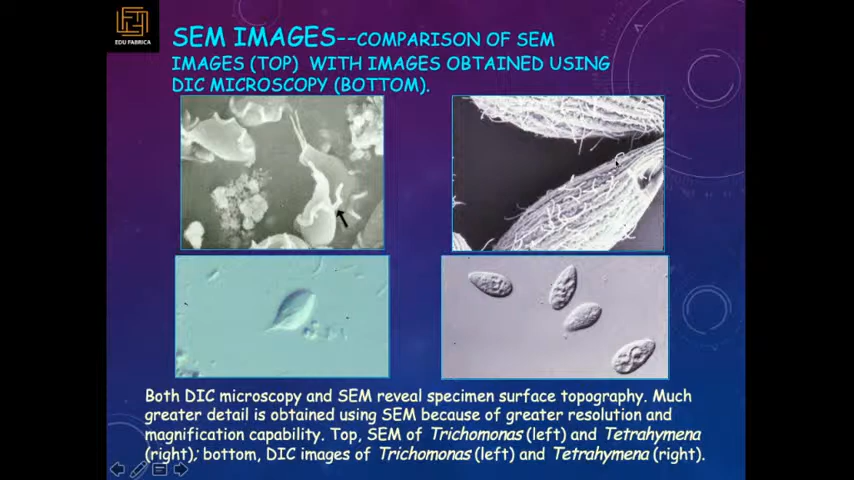 EDU FABRICA
SEM IMAGES--COMPARISON OF SEM
IMAGES (TOP) WITH IMAGES OBTAINED USING
DIC MICROSCOPY (BOTTOM).
Both DIC microscopy and SEM reveal specimen surface topography. Much
greater detail is obtained using SEM because of greater resolution and
magnification capability. Top, SEM of Trichomonas (left) and Tetrahymena
(right); bottom, DIC images of Trichomonas (left) and Tetrahymena (right).